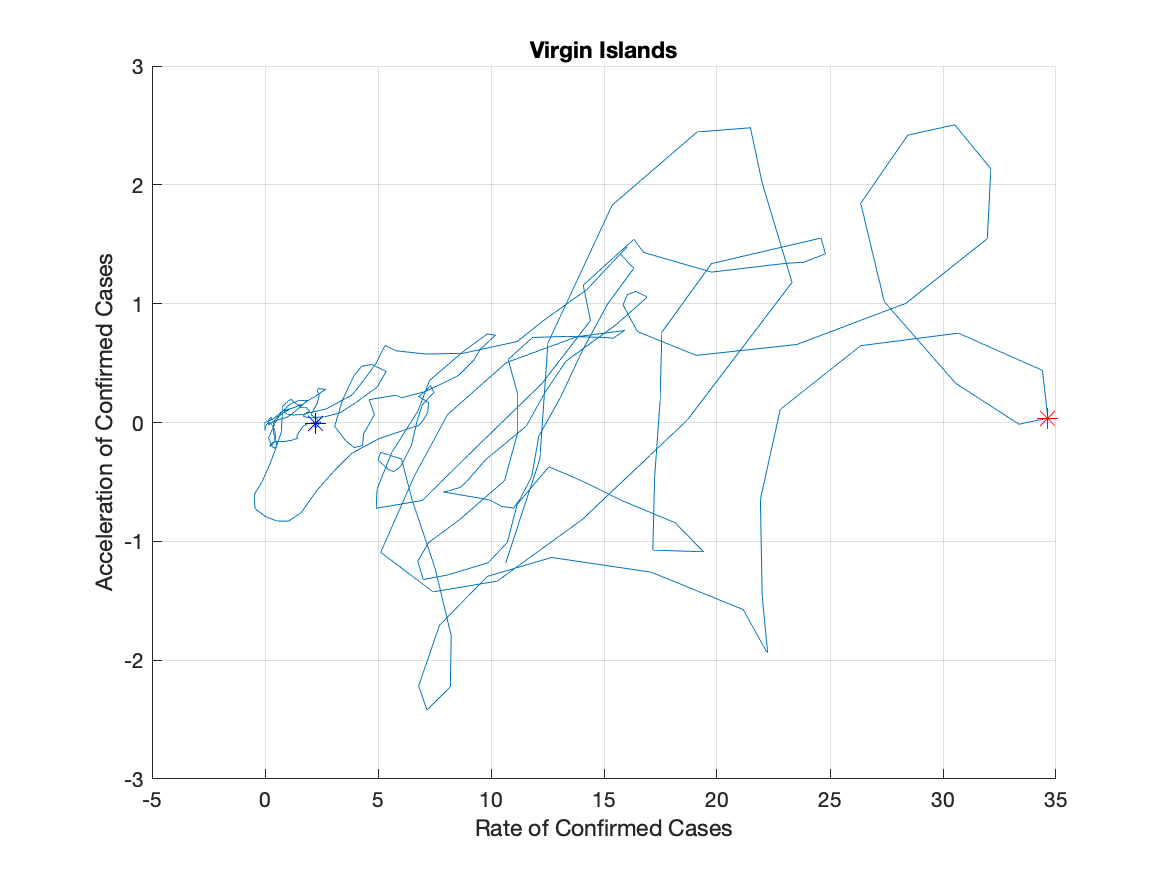 Virgin Islands
3
2
1
0
-1
-2
-3
Acceleration of Confirmed Cases
-5 0 5 10 15 20 25 30 35
Rate of Confirmed Cases